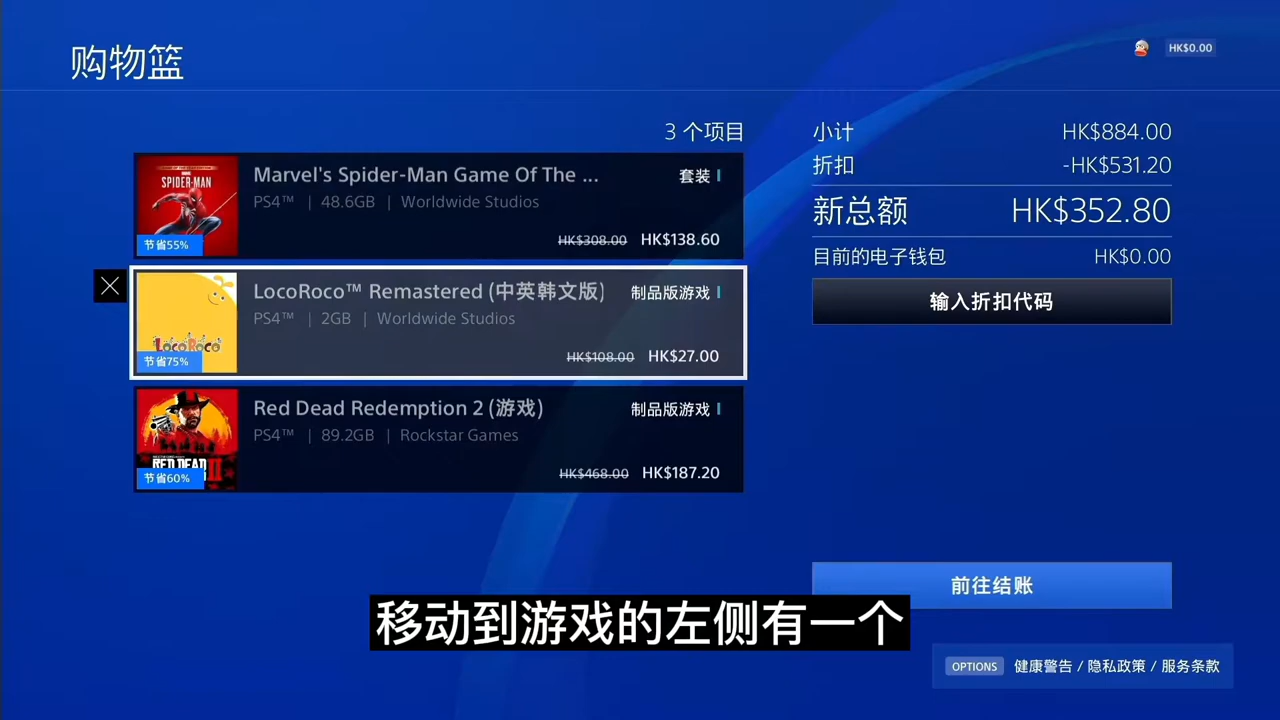 购物篮
HK$0.00
3 个项目
MARVEL
SPIDER-MAN
节省55%
Marvel's Spider-Man Game Of The ...
套装
PS4™ | 48.6GB | Worldwide Studios
HK$308.00 HK$138.60
LocoRoco
节省75%
LocoRoco™ Remastered (中英韩文版)
制品版游戏
PS4™ | 2GB | Worldwide Studios
HK$108.00 HK$27.00
RED DEAD
II
节省60%
Red Dead Redemption 2 (游戏)
制品版游戏
PS4™ | 89.2GB | Rockstar Games
HK$468.00 HK$187.20
小计 HK$884.00
折扣 -HK$531.20
新总额 HK$352.80
目前的电子钱包 HK$0.00
输入折扣代码
前往结账
移动到游戏的左侧有一个
OPTIONS 健康警告 / 隐私政策 / 服务条款